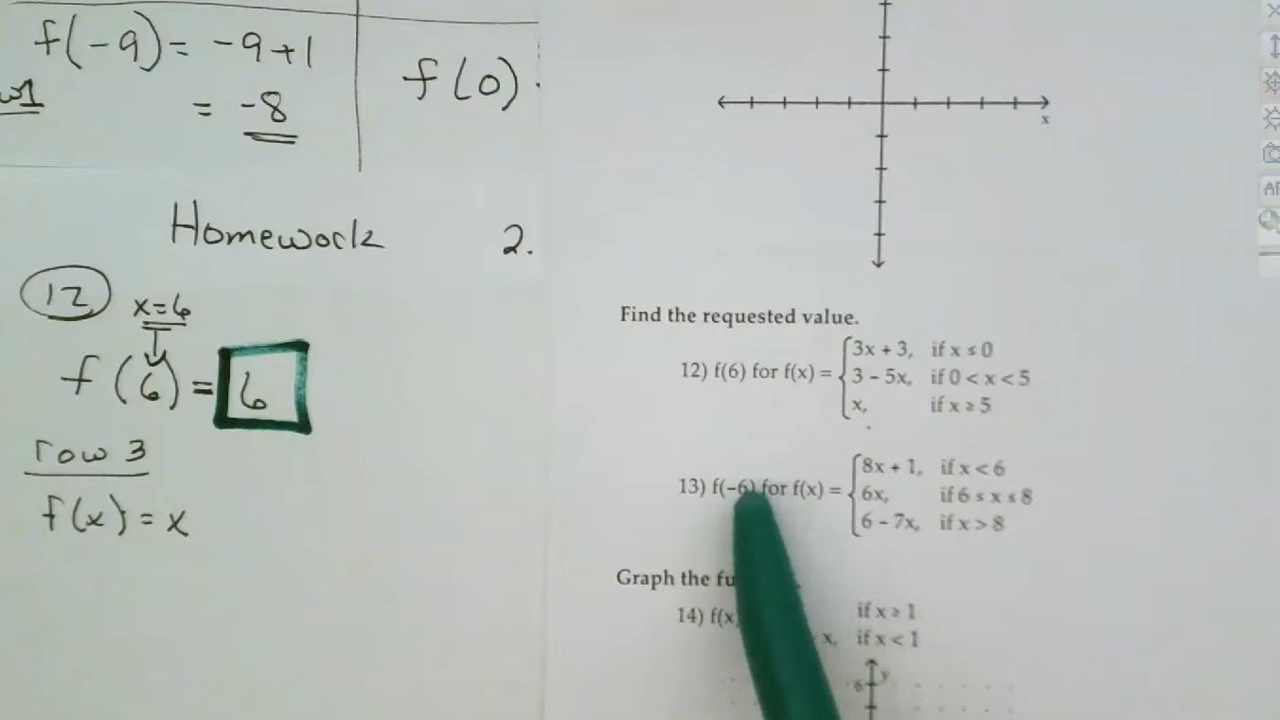 f(-9) = -9+1
= -8
f(0)
Homework
2.
12
x=6
f(6) = 6
row 3
f(x) = x
x
Find the requested value.
12) f(6) for f(x) = { 3x + 3, if x ≤ 0
3 - 5x, if 0 < x < 5
x, if x ≥ 5
13) f(-6) for f(x) = { 8x + 1, if x < 6
6x, if 6 ≤ x ≤ 8
6 - 7x, if x > 8
Graph the
14) f(x) if x ≥ 1
x, if x < 1
6
y